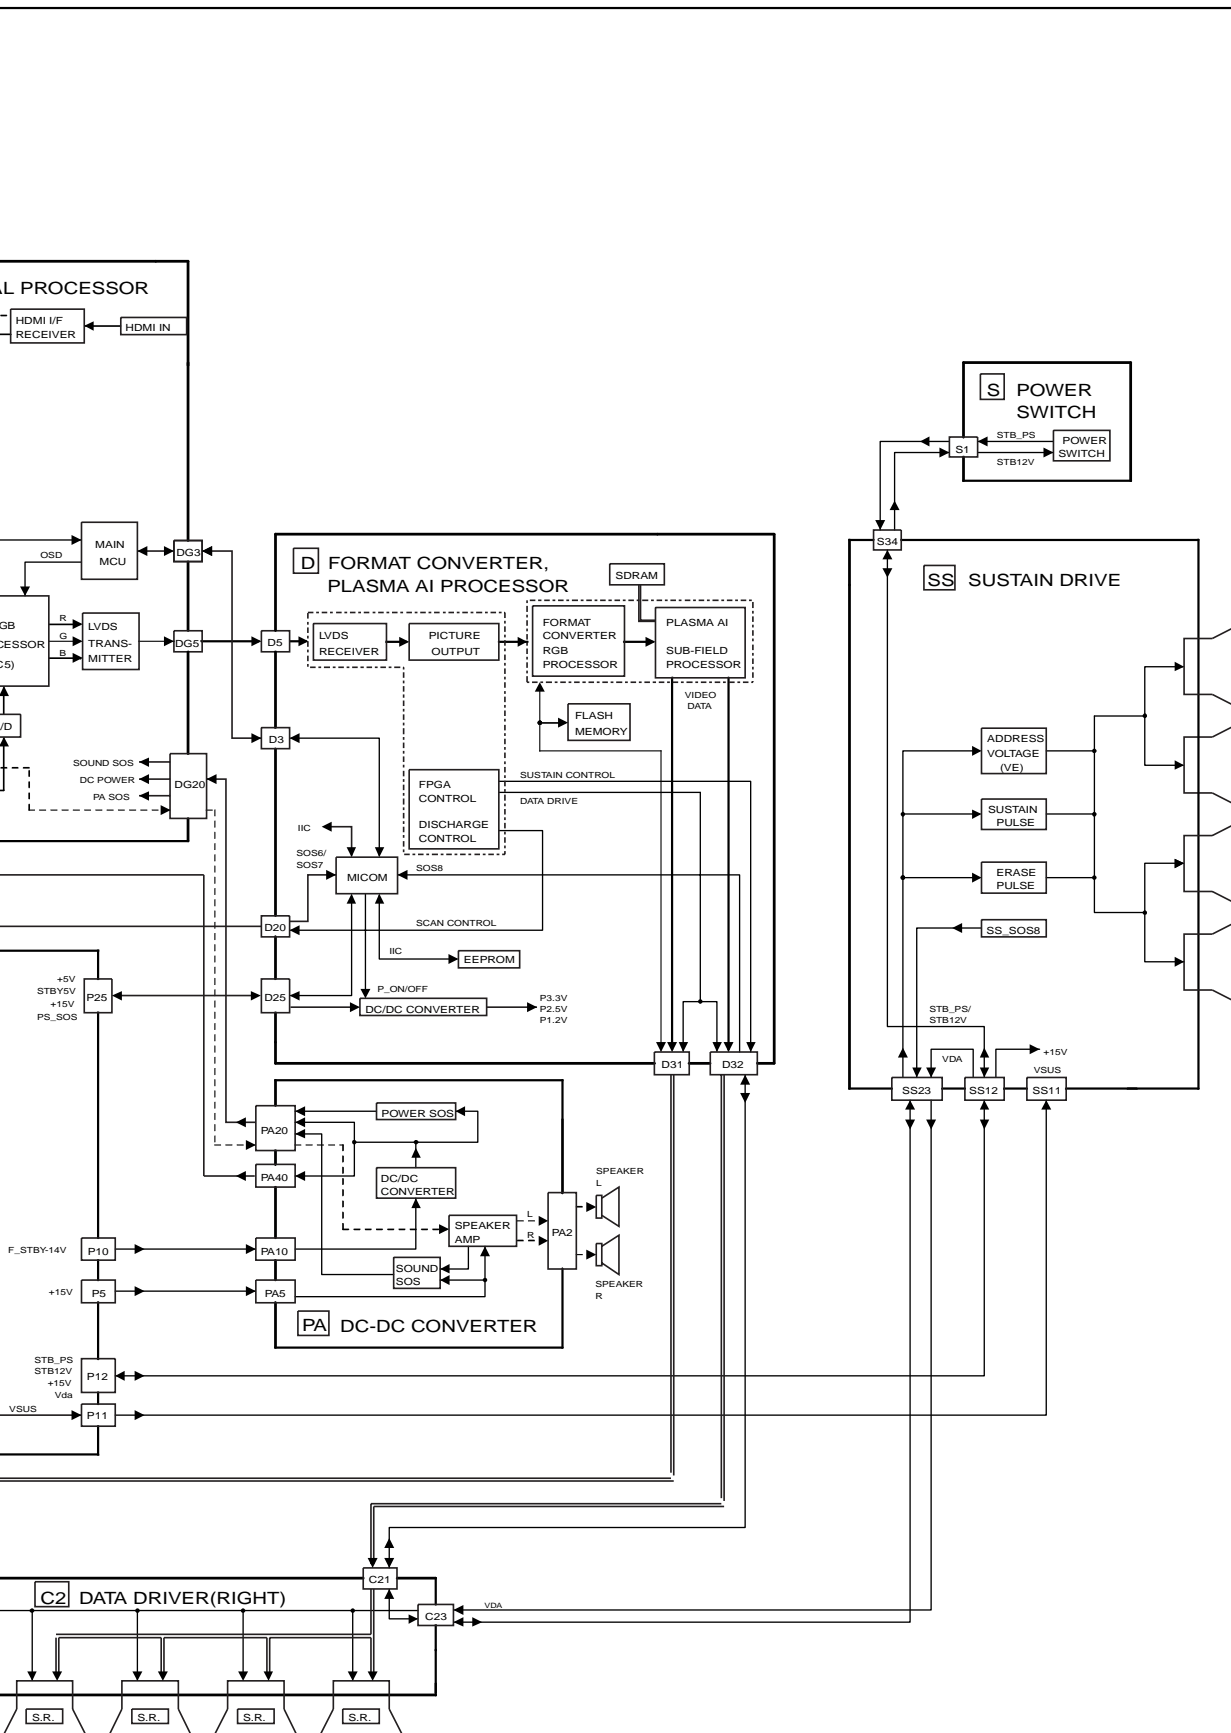 AL PROCESSOR
HDMI I/F
RECEIVER
HDMI IN
S
POWER
SWITCH
S1
STB_PS
STB12V
POWER
SWITCH
S34
SS
SUSTAIN DRIVE
OSD
MAIN
MCU
DG3
GB
CESSOR
C5)
R
G
B
LVDS
TRANS-
MITTER
DG5
/D
SOUND SOS
DC POWER
PA SOS
DG20
D
FORMAT CONVERTER,
PLASMA AI PROCESSOR
SDRAM
D5
LVDS
RECEIVER
PICTURE
OUTPUT
FORMAT
CONVERTER
RGB
PROCESSOR
PLASMA AI
SUB-FIELD
PROCESSOR
VIDEO
DATA
FLASH
MEMORY
D3
FPGA
CONTROL
DISCHARGE
CONTROL
SUSTAIN CONTROL
DATA DRIVE
IIC
SOS6/
SOS7
MICOM
SOS8
D20
SCAN CONTROL
IIC
EEPROM
D25
P_ON/OFF
DC/DC CONVERTER
P3.3V
P2.5V
P1.2V
D31
D32
ADDRESS
VOLTAGE
(VE)
SUSTAIN
PULSE
ERASE
PULSE
SS_SOS8
STB_PS/
STB12V
VDA
+15V
VSUS
SS23
SS12
SS11
+5V
STBY5V
+15V
PS_SOS
P25
PA20
POWER SOS
PA40
DC/DC
CONVERTER
SPEAKER
L
SPEAKER
AMP
L
R
PA2
SPEAKER
R
F_STBY-14V
P10
PA10
SOUND
SOS
+15V
P5
PA5
PA
DC-DC CONVERTER
STB_PS
STB12V
+15V
Vda
P12
VSUS
P11
C2
DATA DRIVER(RIGHT)
C21
C23
VDA
S.R.
S.R.
S.R.
S.R.